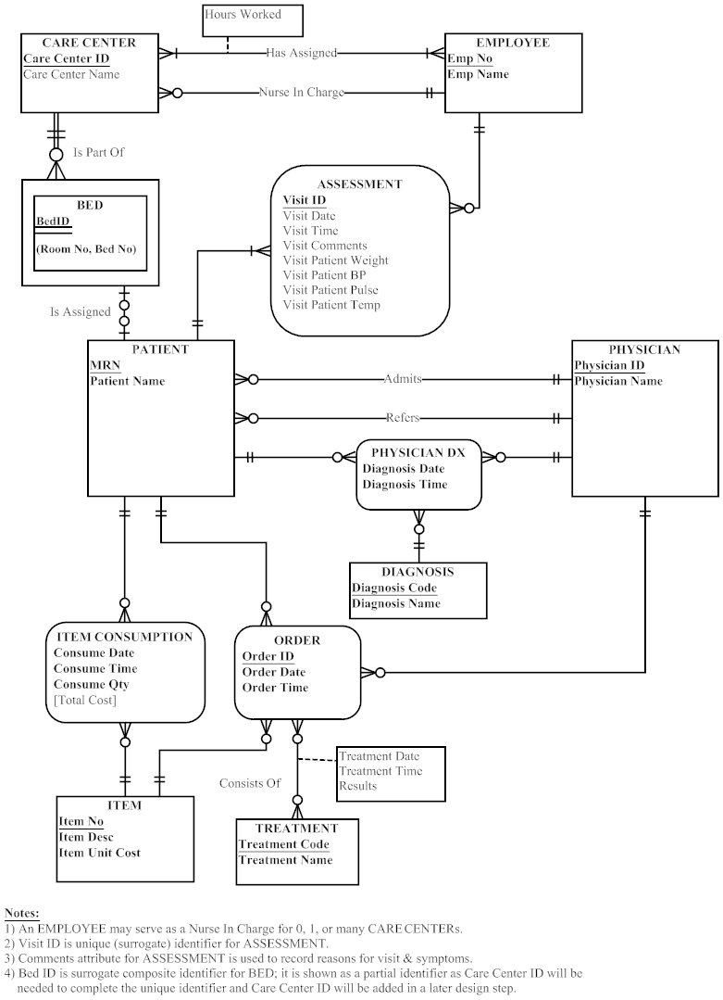 Hours Worked
CARE CENTER
Care Center ID
Care Center Name
Has Assigned
EMPLOYEE
Emp No
Emp Name
Nurse In Charge
Is Part Of
BED
BedID
(Room No, Bed No)
ASSESSMENT
Visit ID
Visit Date
Visit Time
Visit Comments
Visit Patient Weight
Visit Patient BP
Visit Patient Pulse
Visit Patient Temp
Is Assigned
PATIENT
MRN
Patient Name
PHYSICIAN
Physician ID
Physician Name
Admits
Refers
PHYSICIAN DX
Diagnosis Date
Diagnosis Time
DIAGNOSIS
Diagnosis Code
Diagnosis Name
ITEM CONSUMPTION
Consume Date
Consume Time
Consume Qty
[Total Cost]
ORDER
Order ID
Order Date
Order Time
Treatment Date
Treatment Time
Results
Consists Of
ITEM
Item No
Item Desc
Item Unit Cost
TREATMENT
Treatment Code
Treatment Name
Notes:
1) An EMPLOYEE may serve as a Nurse In Charge for 0, 1, or many CARE CENTERs.
2) Visit ID is unique (surrogate) identifier for ASSESSMENT.
3) Comments attribute for ASSESSMENT is used to record reasons for visit & symptoms.
4) Bed ID is surrogate composite identifier for BED; it is shown as a partial identifier as Care Center ID will be
needed to complete the unique identifier and Care Center ID will be added in a later design step.